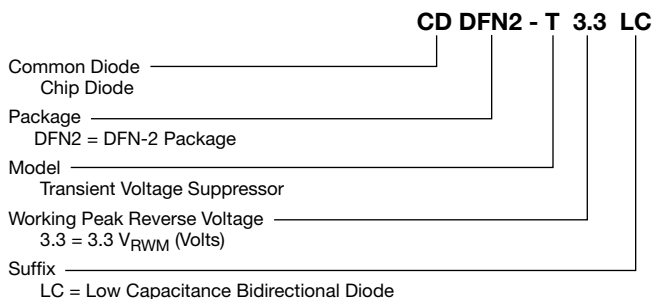 CD DFN2 - T 3.3 LC
Common Diode
Chip Diode
Package
DFN2 = DFN-2 Package
Model
Transient Voltage Suppressor
Working Peak Reverse Voltage
3.3 = 3.3 VRWM (Volts)
Suffix
LC = Low Capacitance Bidirectional Diode